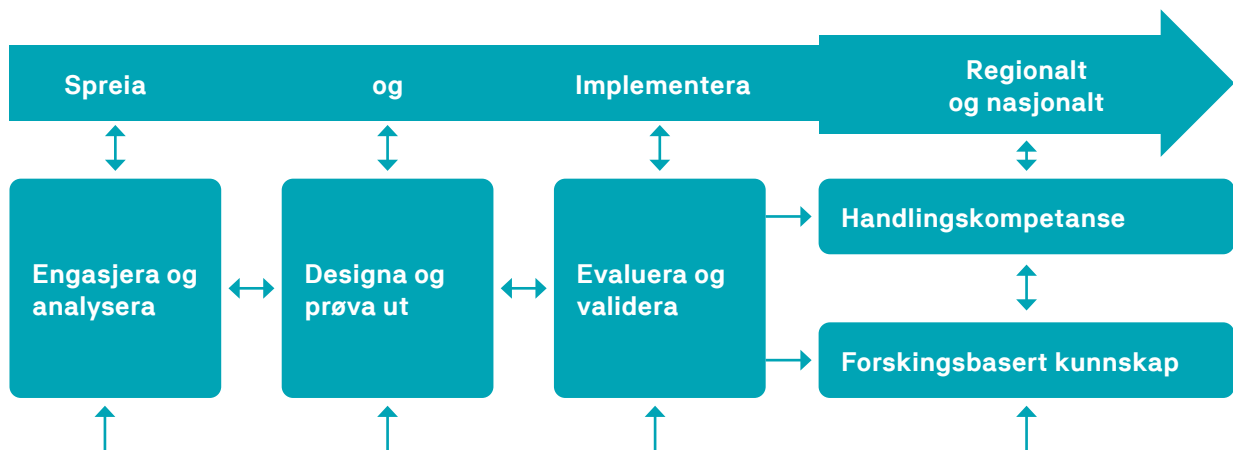 Spreia og Implementera
Regionalt
og nasjonalt
Engasjera og
analysera
Designa og
prøva ut
Evaluera og
validera
Handlingskompetanse
Forskingsbasert kunnskap